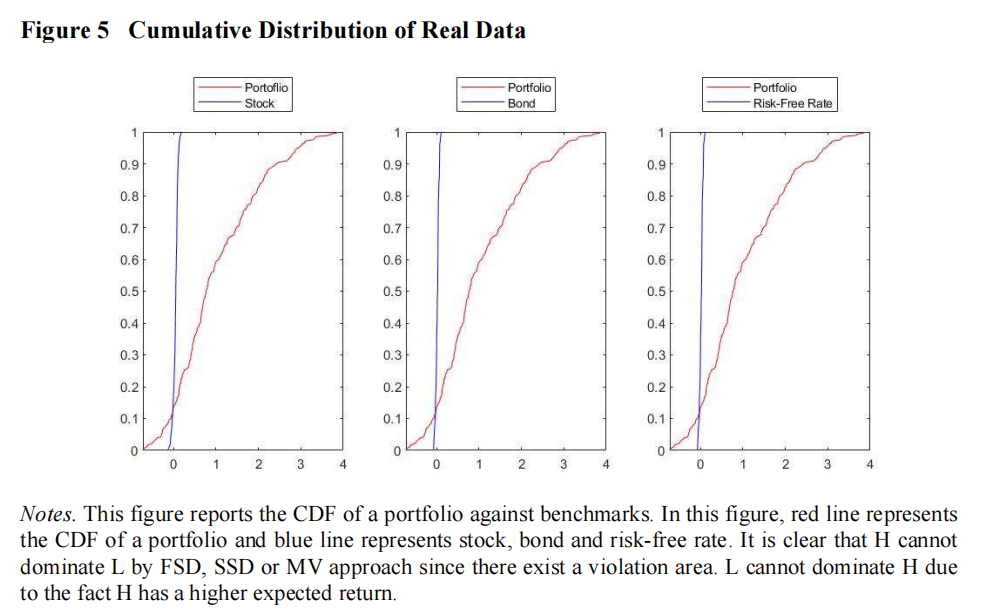 Figure 5 Cumulative Distribution of Real Data
Portoflio
Stock
Portfolio
Bond
Portfolio
Risk-Free Rate
1
0.9
0.8
0.7
0.6
0.5
0.4
0.3
0.2
0.1
0
0 1 2 3 4
1
0.9
0.8
0.7
0.6
0.5
0.4
0.3
0.2
0.1
0
0 1 2 3 4
1
0.9
0.8
0.7
0.6
0.5
0.4
0.3
0.2
0.1
0
0 1 2 3 4
Notes. This figure reports the CDF of a portfolio against benchmarks. In this figure, red line represents
the CDF of a portfolio and blue line represents stock, bond and risk-free rate. It is clear that H cannot
dominate L by FSD, SSD or MV approach since there exist a violation area. L cannot dominate H due
to the fact H has a higher expected return.